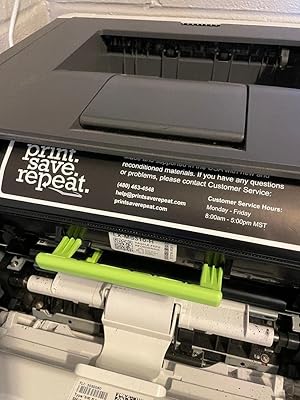 print.
save.
repeat.
and supported in the USA with new and
reconditioned materials. If you have any questions
or problems, please contact Customer Service:
(480) 463-4548
help@printsaverepeat.com
printsaverepeat.com
Customer Service Hours:
Monday - Friday
8:00am - 5:00pm MST